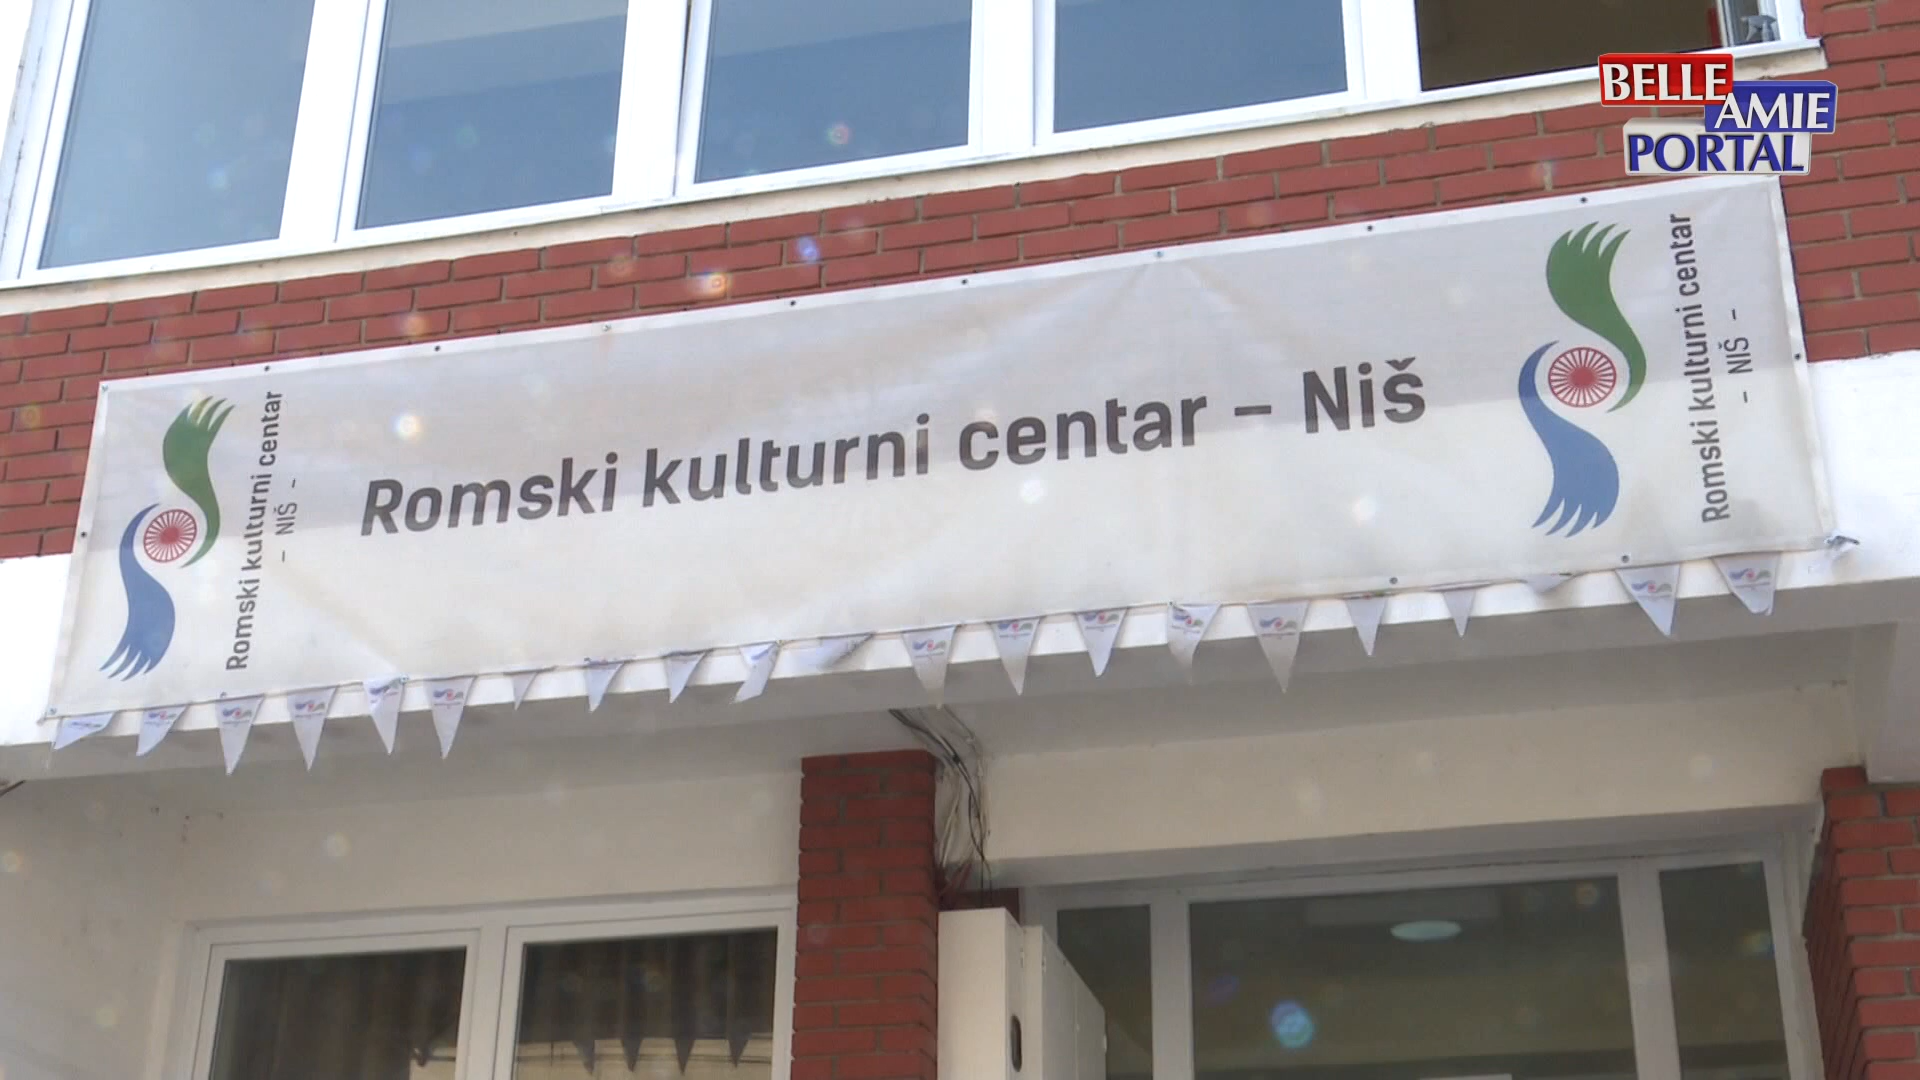 BELLE
AMIE
PORTAL
Romski kulturni centar – Niš
Romski kulturni centar
– NIŠ –
Romski kulturni centar
– NIŠ –